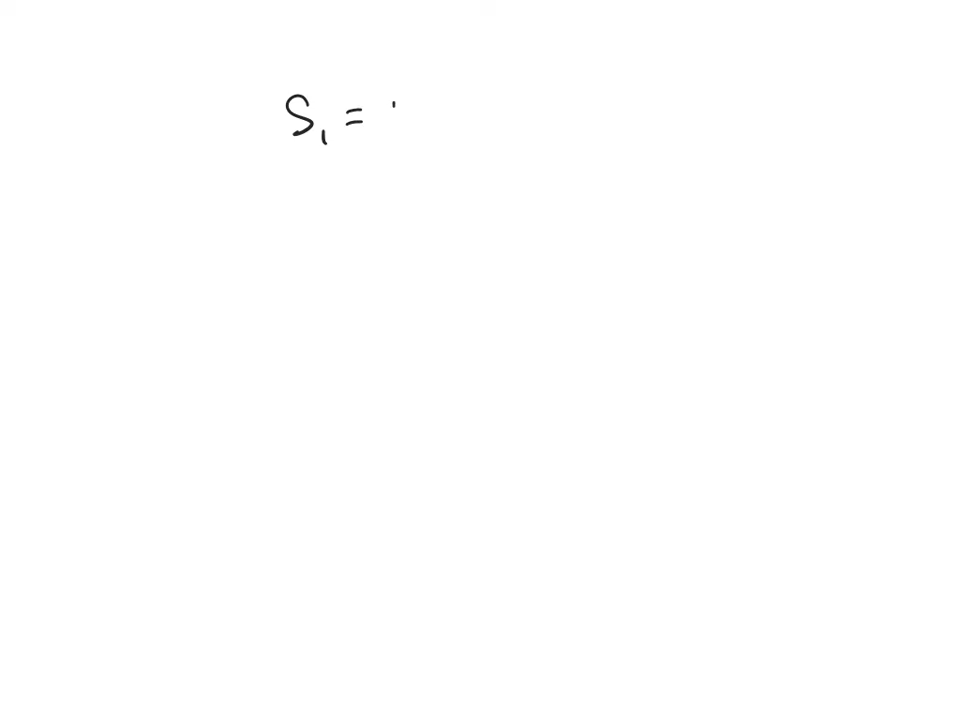 S₁ =